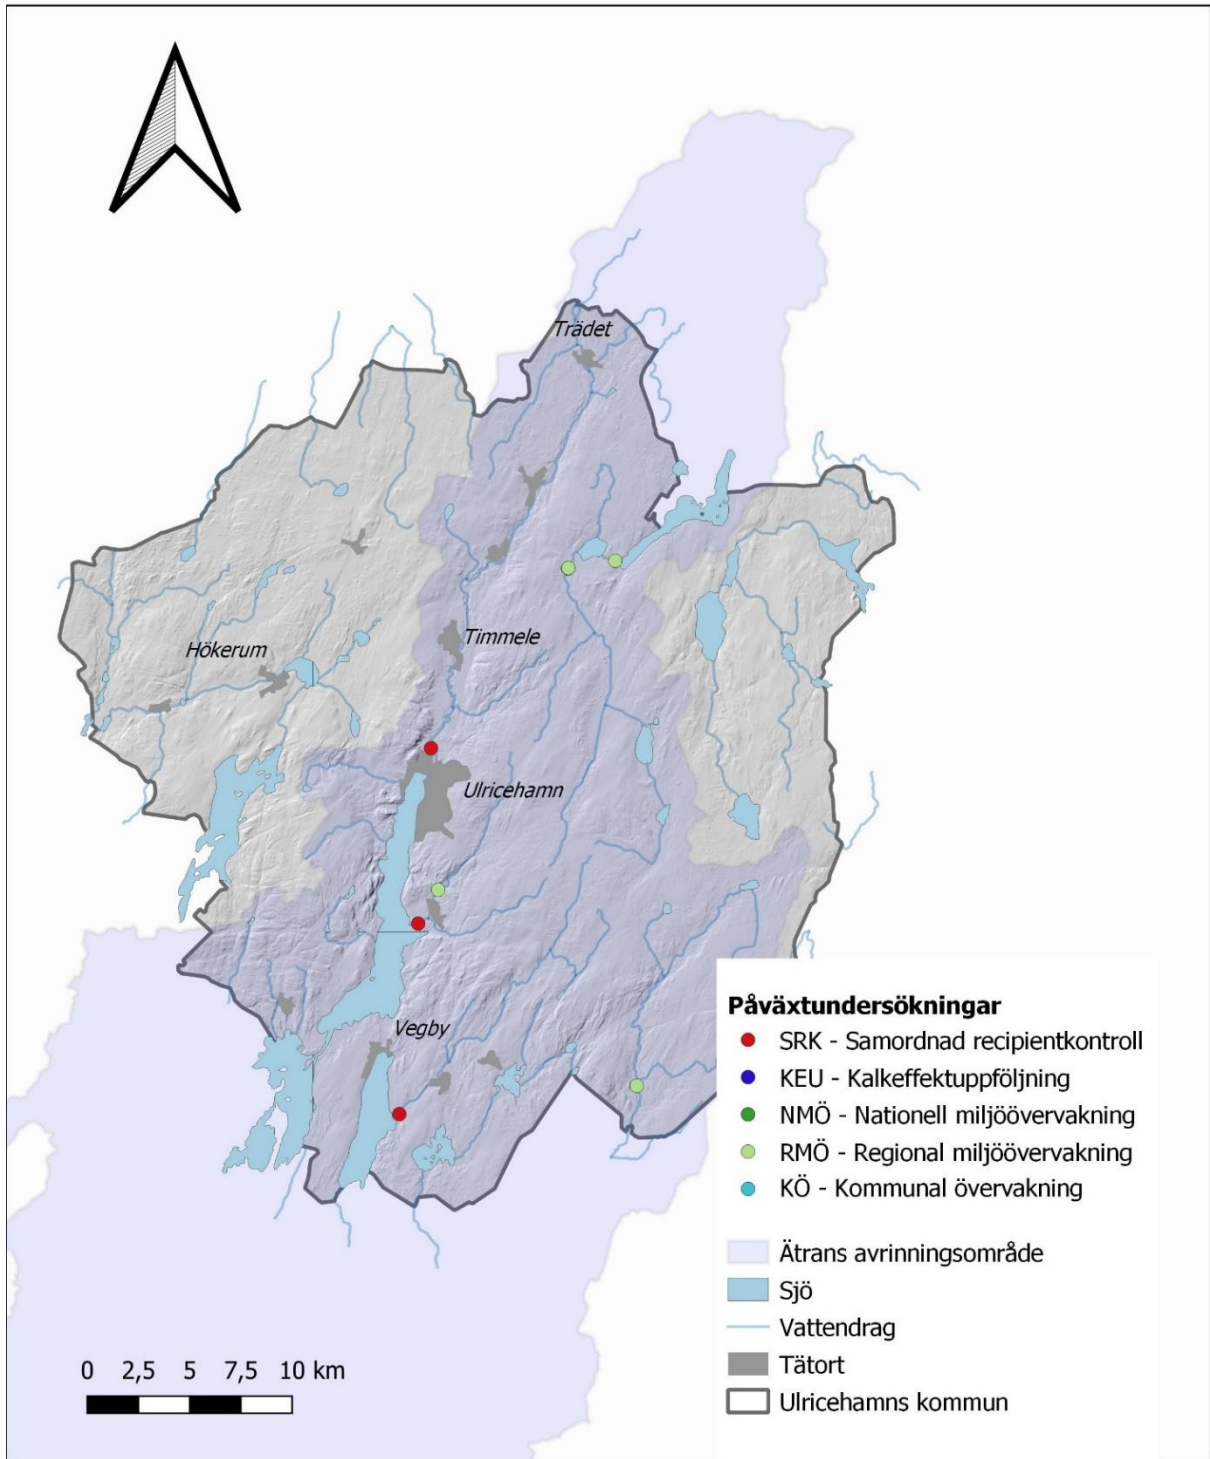 Trädet
Timmele
Hökerum
Ulricehamn
Vegby
Påväxtundersökningar
SRK - Samordnad recipientkontroll
KEU - Kalkeffektuppföljning
NMÖ - Nationell miljöövervakning
RMÖ - Regional miljöövervakning
KÖ - Kommunal övervakning
Ätrans avrinningsområde
Sjö
Vattendrag
Tätort
Ulricehamns kommun
0 2,5 5 7,5 10 km